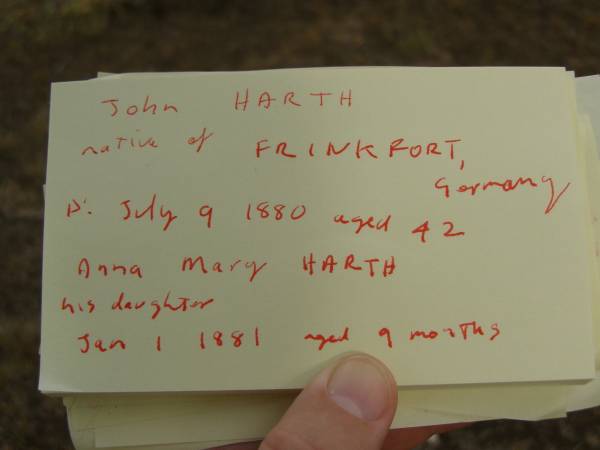 John HARTH
native of FRINKFORT,
Germany
D: July 9 1880 aged 42
Anna Mary HARTH
his daughter
Jan 1 1881 aged 9 months